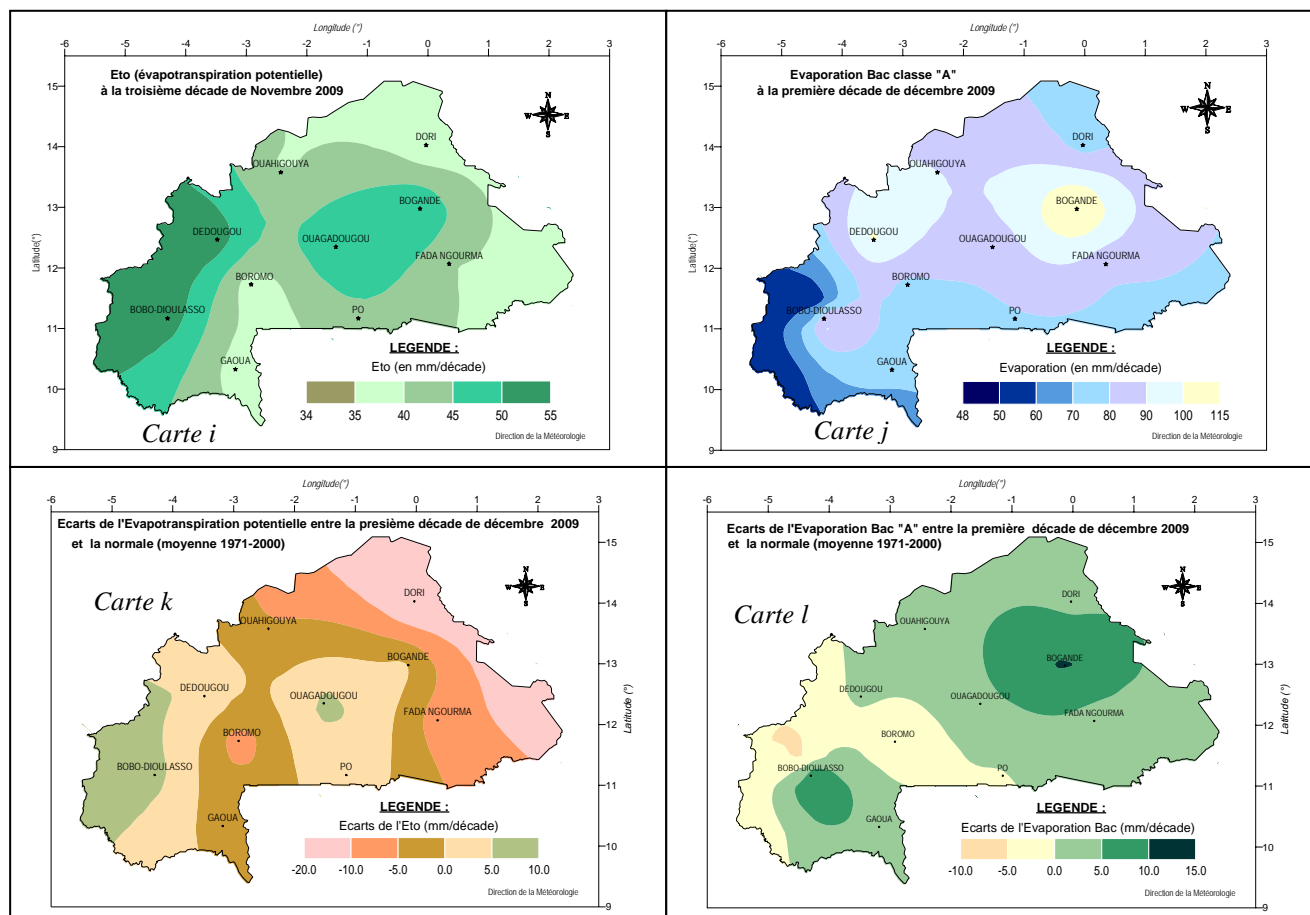 Longitude (°)
-6 -5 -4 -3 -2 -1 0 1 2 3
Eto (évapotranspiration potentielle)
à la troisième décade de Novembre 2009
N
W E
S
15
14
13
12
11
10
9
Latitude(°)
DORI
OUAHIGOUYA
BOGANDE
DEDOUGOU
OUAGADOUGOU
FADA NGOURMA
BOROMO
BOBO-DIOULASSO
PO
GAOUA
LEGENDE :
Eto (en mm/décade)
34 35 40 45 50 55
Carte i
Direction de la Météorologie
Longitude (°)
-6 -5 -4 -3 -2 -1 0 1 2 3
Evaporation Bac classe "A"
à la première décade de décembre 2009
N
W E
S
15
14
13
12
11
10
9
Latitude(°)
DORI
OUAHIGOUYA
BOGANDE
DEDOUGOU
OUAGADOUGOU
FADA NGOURMA
BOROMO
BOBO-DIOULASSO
PO
GAOUA
LEGENDE :
Evaporation (en mm/décade)
48 50 60 70 80 90 100 115
Carte j
Direction de la Météorologie
Longitude(°)
-6 -5 -4 -3 -2 -1 0 1 2 3
Ecarts de l'Evapotranspiration potentielle entre la presième décade de décembre 2009
et la normale (moyenne 1971-2000)
N
W E
S
15
14
13
12
11
10
9
Latitude (°)
Carte k
DORI
OUAHIGOUYA
BOGANDE
DEDOUGOU
OUAGADOUGOU
FADA NGOURMA
BOROMO
BOBO-DIOULASSO
PO
GAOUA
LEGENDE :
Ecarts de l'Eto (mm/décade)
-20.0 -10.0 -5.0 0.0 5.0 10.0
Direction de la Météorologie
Longitude(°)
-6 -5 -4 -3 -2 -1 0 1 2 3
Ecarts de l'Evaporation Bac "A" entre la première décade de décembre 2009
et la normale (moyenne 1971-2000)
N
W E
S
15
14
13
12
11
10
9
Latitude (°)
Carte l
DORI
OUAHIGOUYA
BOGANDE
DEDOUGOU
OUAGADOUGOU
FADA NGOURMA
BOROMO
BOBO-DIOULASSO
PO
GAOUA
LEGENDE :
Ecarts de l'Evaporation Bac (mm/décade)
-10.0 -5.0 0.0 5.0 10.0 15.0
Direction de la Météorologie